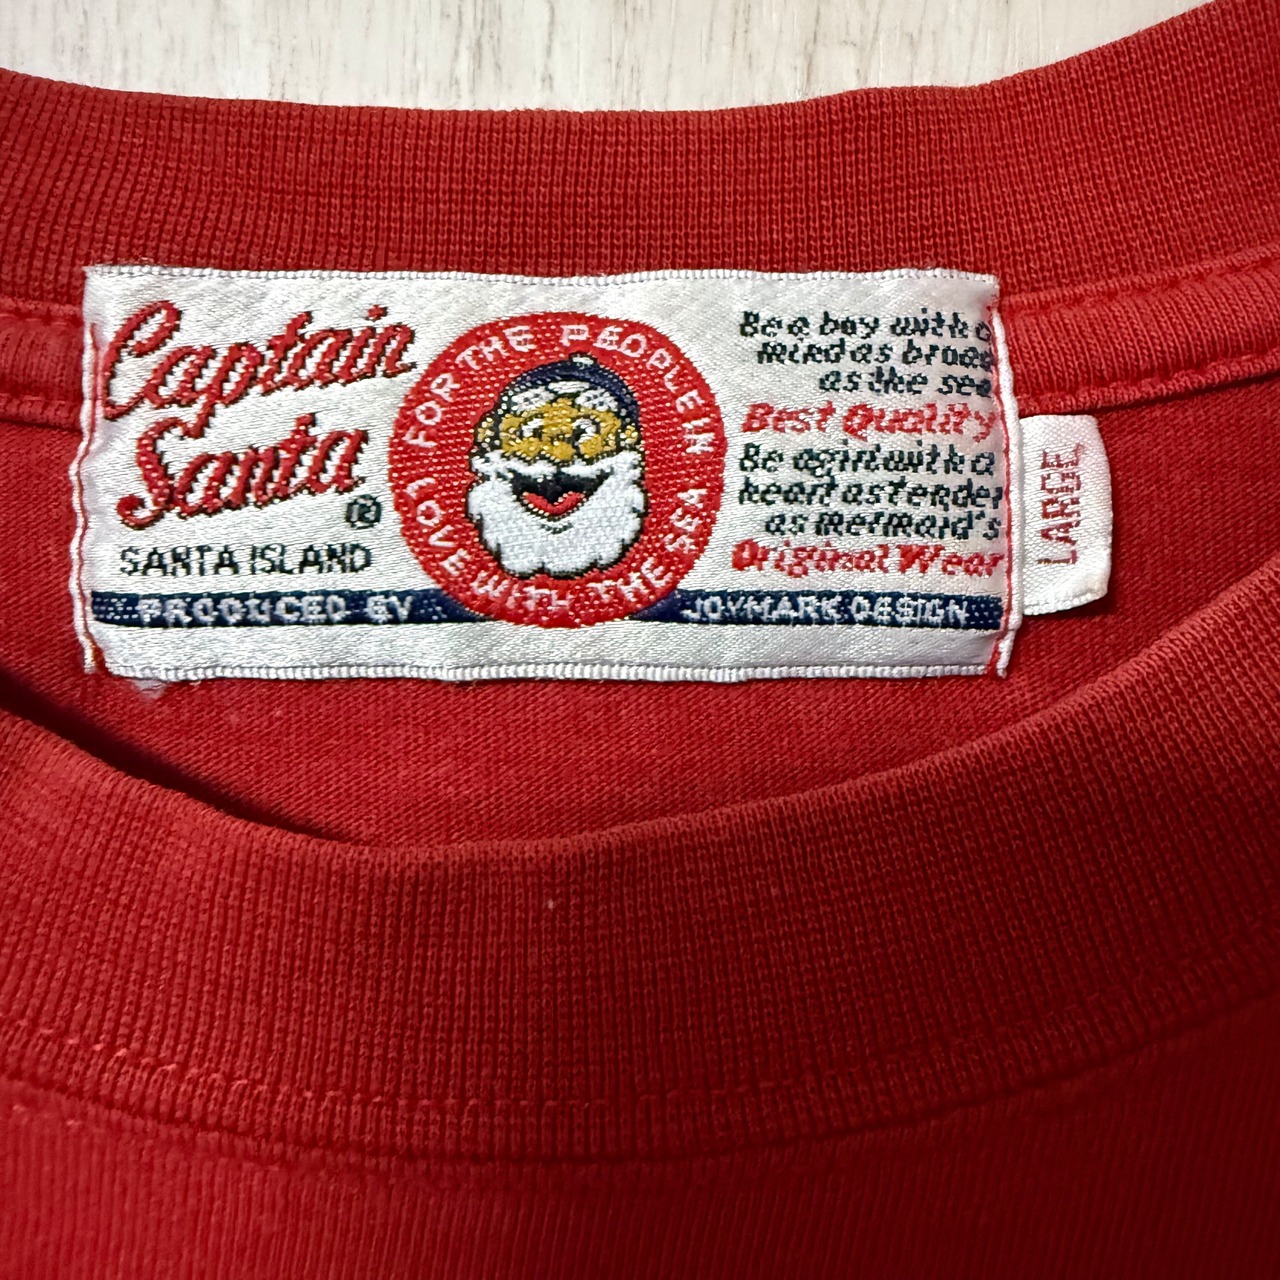 Captain
Santa
®
SANTA ISLAND
PRODUCED BY
FOR THE PEOPLE IN LOVE WITH THE SEA
Be a boy with a
mind as broad
as the sea
Best Quality
Be a girl with a
heart as tender
as mermaid's
Original Wear
JOYMARK DESIGN
LARGE